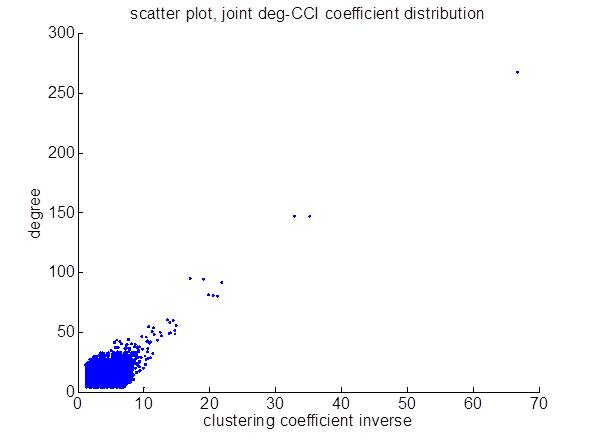 scatter plot, joint deg-CCI coefficient distribution
300
250
200
150
100
50
0
degree
0 10 20 30 40 50 60 70
clustering coefficient inverse